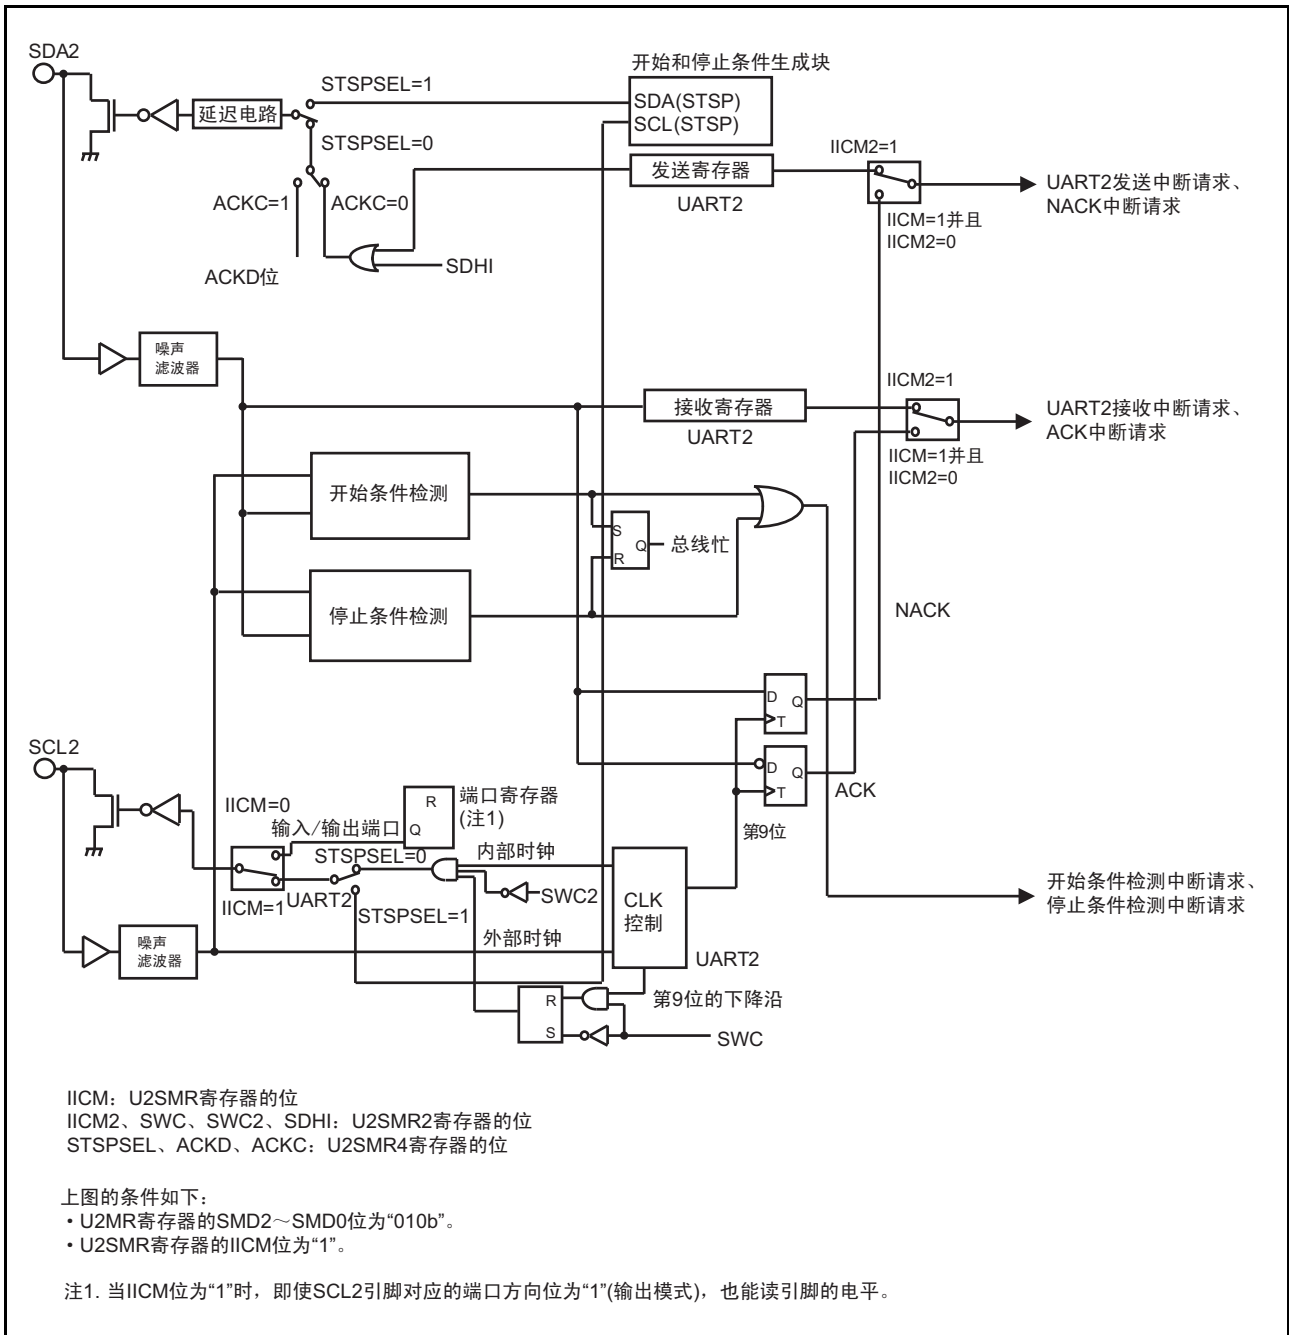 SDA2
开始和停止条件生成块
STSPSEL=1
SDA(STSP)
延迟电路
SCL(STSP)
STSPSEL=0
IICM2=1
发送寄存器
UART2发送中断请求、
NACK中断请求
ACKC=1
ACKC=0
UART2
IICM=1并且
IICM2=0
SDHI
ACKD位
噪声
滤波器
IICM2=1
接收寄存器
UART2接收中断请求、
ACK中断请求
UART2
IICM=1并且
IICM2=0
开始条件检测
S
Q
总线忙
R
停止条件检测
NACK
D
Q
T
SCL2
D
Q
T
ACK
IICM=0
R
端口寄存器
(注1)
输入/输出端口
Q
第9位
STSPSEL=0
内部时钟
开始条件检测中断请求、
停止条件检测中断请求
IICM=1
UART2
SWC2
CLK
控制
STSPSEL=1
噪声
滤波器
外部时钟
UART2
R
第9位的下降沿
S
SWC
IICM：U2SMR寄存器的位
IICM2、SWC、SWC2、SDHI：U2SMR2寄存器的位
STSPSEL、ACKD、ACKC：U2SMR4寄存器的位
上图的条件如下：
• U2MR寄存器的SMD2～SMD0位为“010b”。
• U2SMR寄存器的IICM位为“1”。
注1. 当IICM位为“1”时，即使SCL2引脚对应的端口方向位为“1”(输出模式)，也能读引脚的电平。